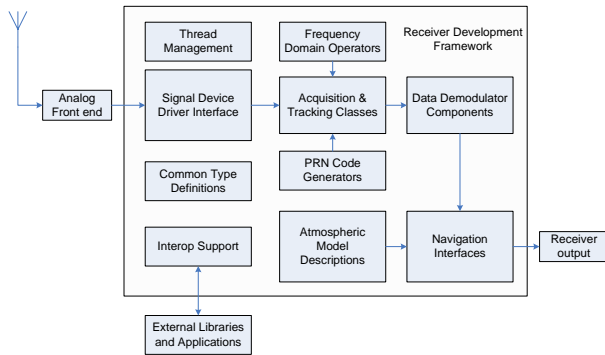 Thread
Management
Frequency
Domain Operators
Receiver Development
Framework
Analog
Front end
Signal Device
Driver Interface
Acquisition &
Tracking Classes
Data Demodulator
Components
Common Type
Definitions
PRN Code
Generators
Interop Support
Atmospheric
Model
Descriptions
Navigation
Interfaces
Receiver
output
External Libraries
and Applications